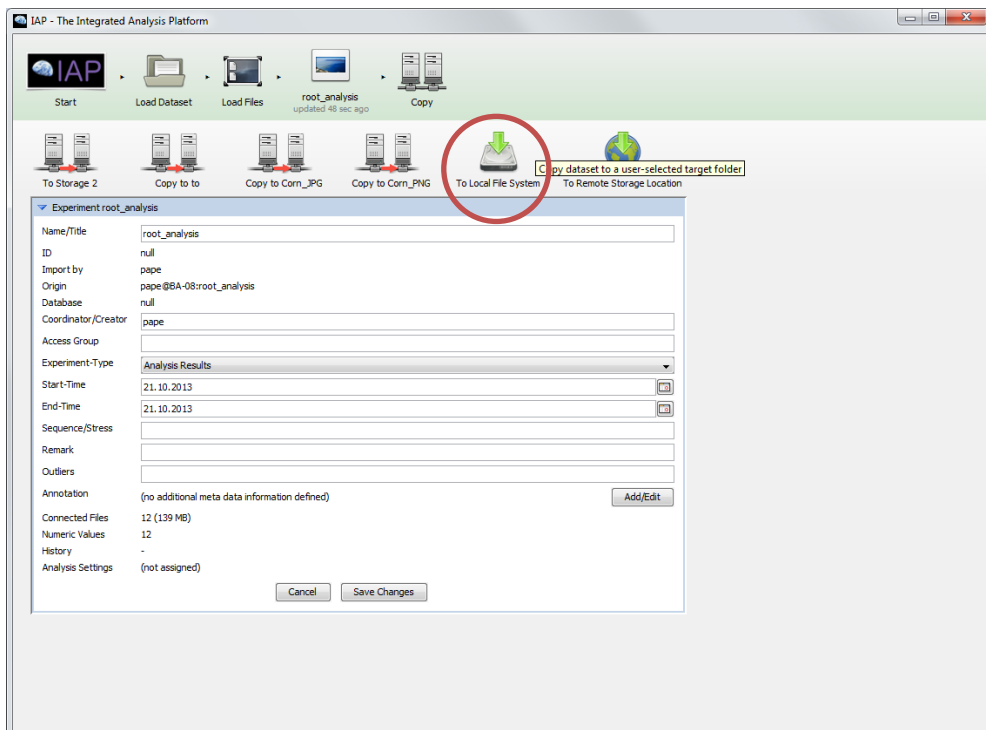 IAP - The Integrated Analysis Platform
IAP
Start
Load Dataset
Load Files
root_analysis
updated 48 sec ago
Copy
To Storage 2
Copy to to
Copy to Corn_JPG
Copy to Corn_PNG
To Local File System
To Remote Storage Location
Copy dataset to a user-selected target folder
Experiment root_analysis
Name/Title root_analysis
ID null
Import by pape
Origin pape@BA-08:root_analysis
Database null
Coordinator/Creator pape
Access Group
Experiment-Type Analysis Results
Start-Time 21.10.2013
End-Time 21.10.2013
Sequence/Stress
Remark
Outliers
Annotation (no additional meta data information defined) Add/Edit
Connected Files 12 (139 MB)
Numeric Values 12
History -
Analysis Settings (not assigned)
Cancel Save Changes